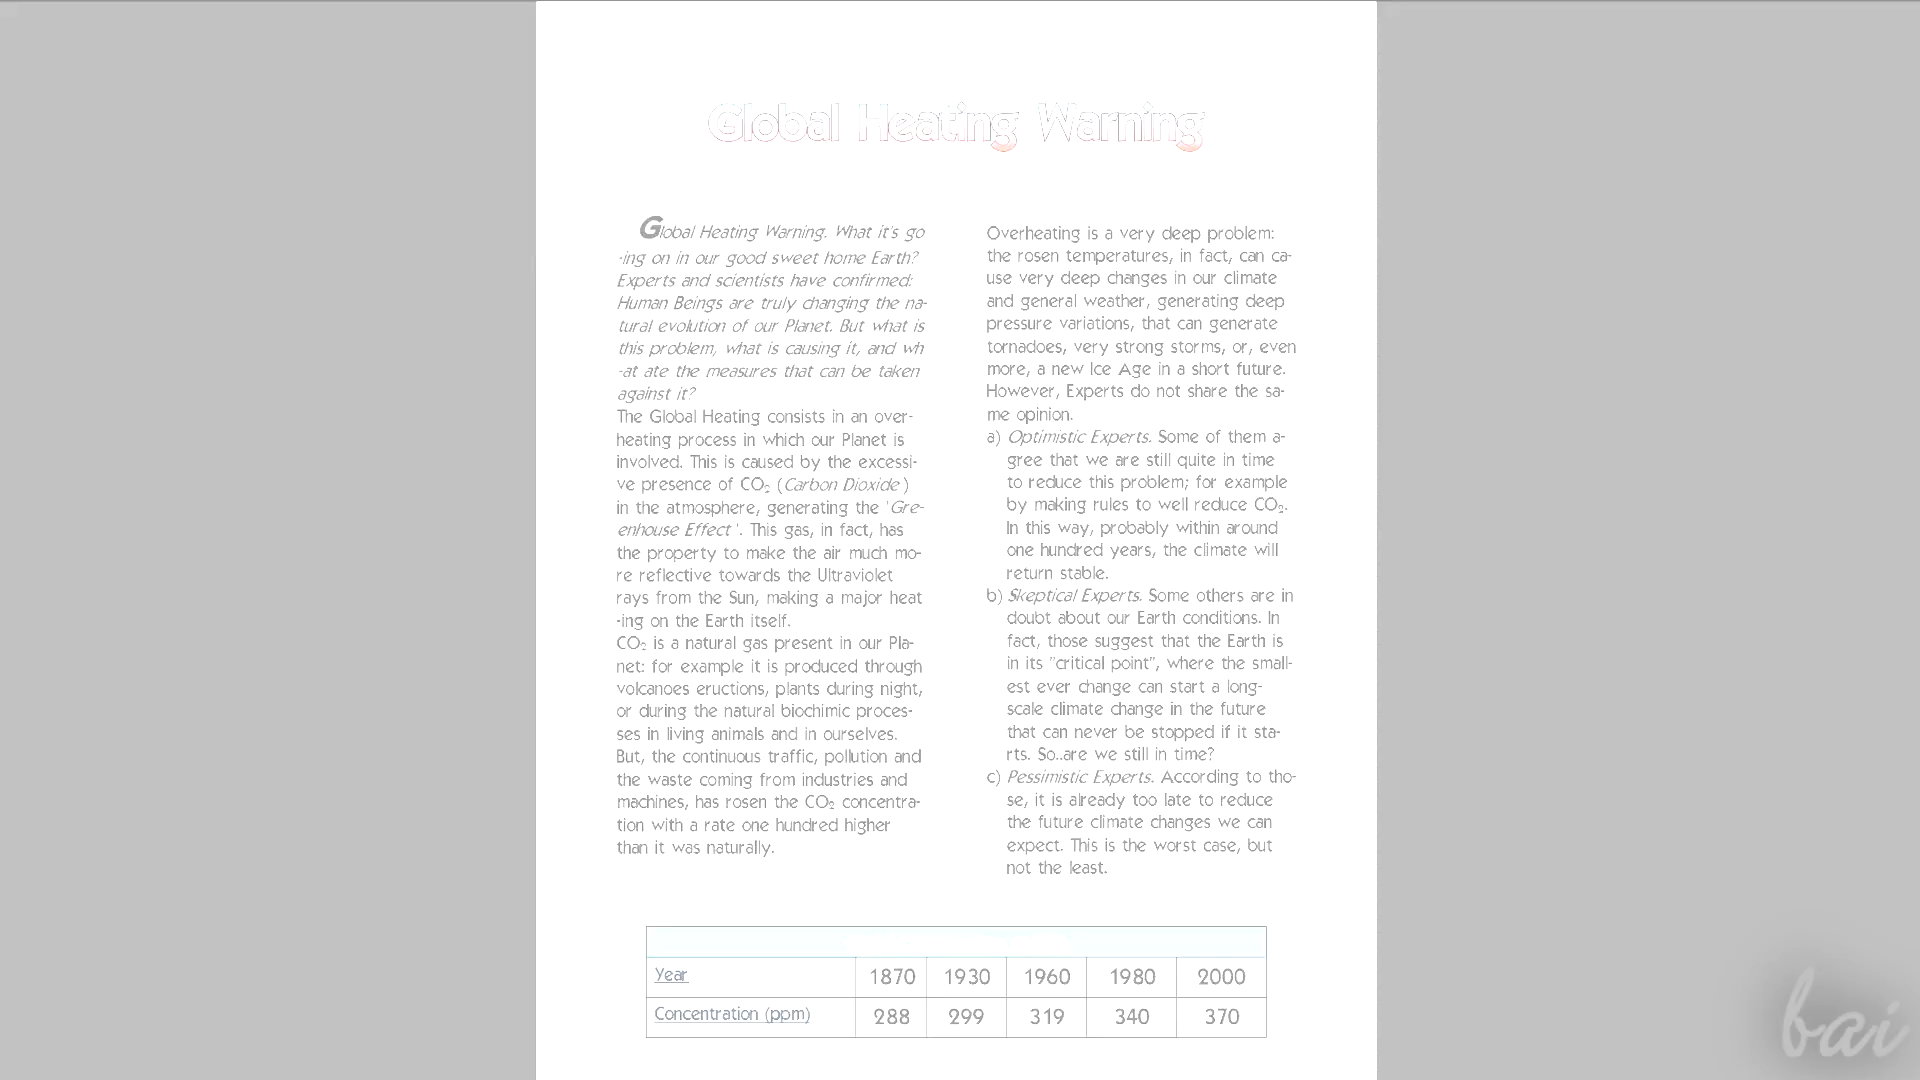 Global Heating Warning
Global Heating Warning. What it's go
-ing on in our good sweet home Earth?
Experts and scientists have confirmed:
Human Beings are truly changing the na-
tural evolution of our Planet. But what is
this problem, what is causing it, and wh
-at ate the measures that can be taken
against it?
The Global Heating consists in an over-
heating process in which our Planet is
involved. This is caused by the excessi-
ve presence of CO₂ (Carbon Dioxide)
in the atmosphere, generating the 'Gre-
enhouse Effect'. This gas, in fact, has
the property to make the air much mo-
re reflective towards the Ultraviolet
rays from the Sun, making a major heat
-ing on the Earth itself.
CO₂ is a natural gas present in our Pla-
net: for example it is produced through
volcanoes eructions, plants during night,
or during the natural biochimic proces-
ses in living animals and in ourselves.
But, the continuous traffic, pollution and
the waste coming from industries and
machines, has rosen the CO₂ concentra-
tion with a rate one hundred higher
than it was naturally.
Overheating is a very deep problem:
the rosen temperatures, in fact, can ca-
use very deep changes in our climate
and general weather, generating deep
pressure variations, that can generate
tornadoes, very strong storms, or, even
more, a new Ice Age in a short future.
However, Experts do not share the sa-
me opinion.
a) Optimistic Experts. Some of them a-
gree that we are still quite in time
to reduce this problem; for example
by making rules to well reduce CO₂.
In this way, probably within around
one hundred years, the climate will
return stable.
b) Skeptical Experts. Some others are in
doubt about our Earth conditions. In
fact, those suggest that the Earth is
in its "critical point", where the small-
est ever change can start a long-
scale climate change in the future
that can never be stopped if it sta-
rts. So..are we still in time?
c) Pessimistic Experts. According to tho-
se, it is already too late to reduce
the future climate changes we can
expect. This is the worst case, but
not the least.
Year 1870 1930 1960 1980 2000
Concentration (ppm) 288 299 319 340 370
bai